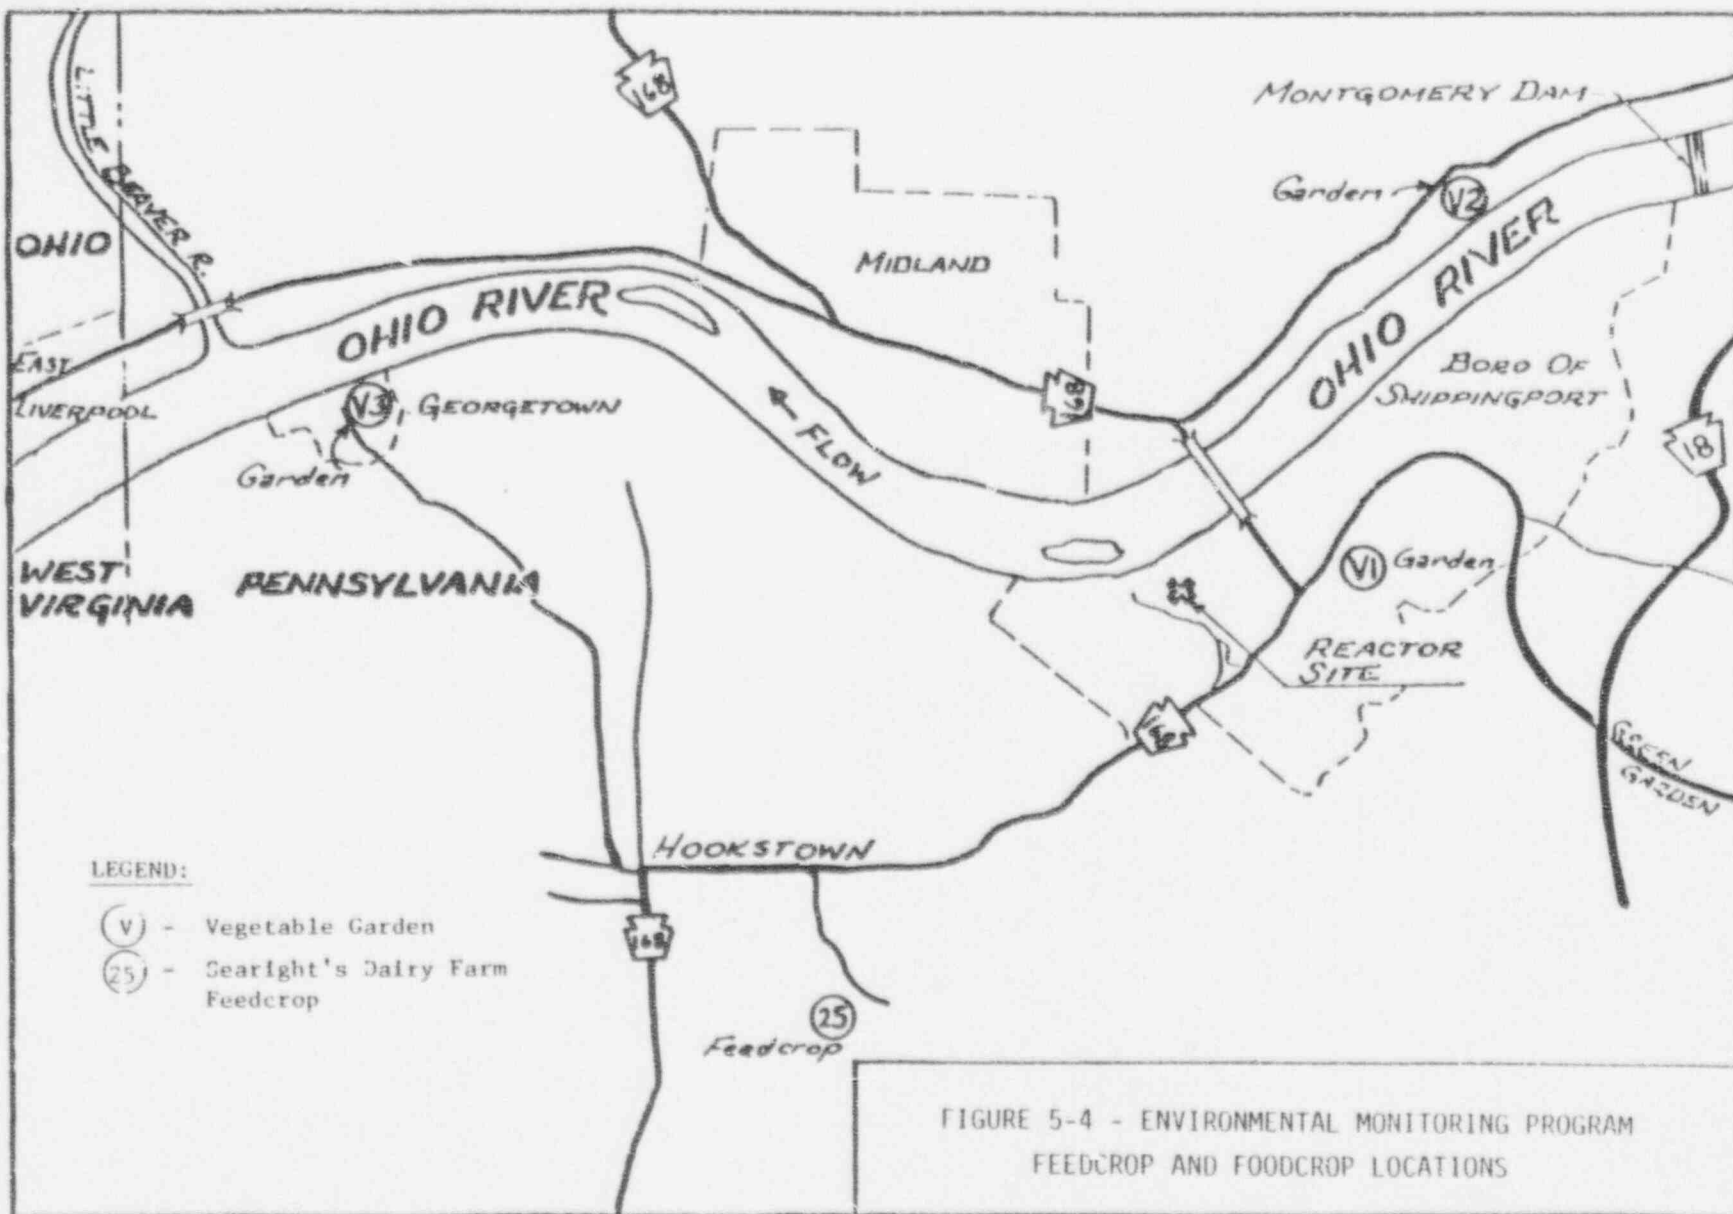 LITTLE BEAVER R.
168
MONTGOMERY DAM
Garden
V2
OHIO
MIDLAND
OHIO RIVER
OHIO RIVER
EAST
LIVERPOOL
V3
GEORGETOWN
Garden
168
BORO OF
SHIPPINGPORT
18
FLOW
WEST
VIRGINIA
PENNSYLVANIA
V1
Garden
REACTOR
SITE
GREEN
GARDEN
HOOKSTOWN
LEGEND:
V - Vegetable Garden
25 - Searight's Dairy Farm
Feedcrop
168
25
Feedcrop
FIGURE 5-4 - ENVIRONMENTAL MONITORING PROGRAM
FEEDCROP AND FOODCROP LOCATIONS